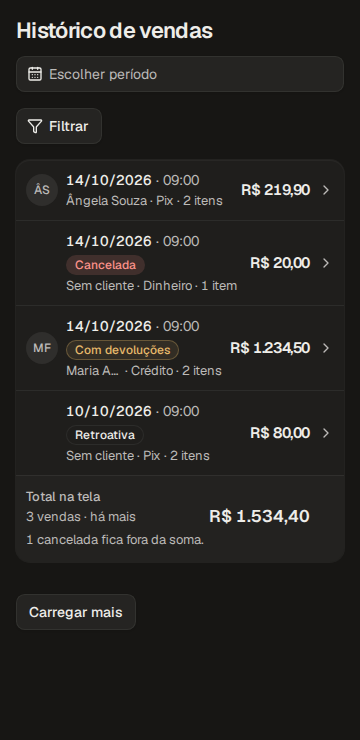 Histórico de vendas
Escolher período
Filtrar
ÂS
14/10/2026 · 09:00
Ângela Souza · Pix · 2 itens
R$ 219,90
14/10/2026 · 09:00
Cancelada
Sem cliente · Dinheiro · 1 item
R$ 20,00
MF
14/10/2026 · 09:00
Com devoluções
Maria A… · Crédito · 2 itens
R$ 1.234,50
10/10/2026 · 09:00
Retroativa
Sem cliente · Pix · 2 itens
R$ 80,00
Total na tela
3 vendas · há mais
1 cancelada fica fora da soma.
R$ 1.534,40
Carregar mais